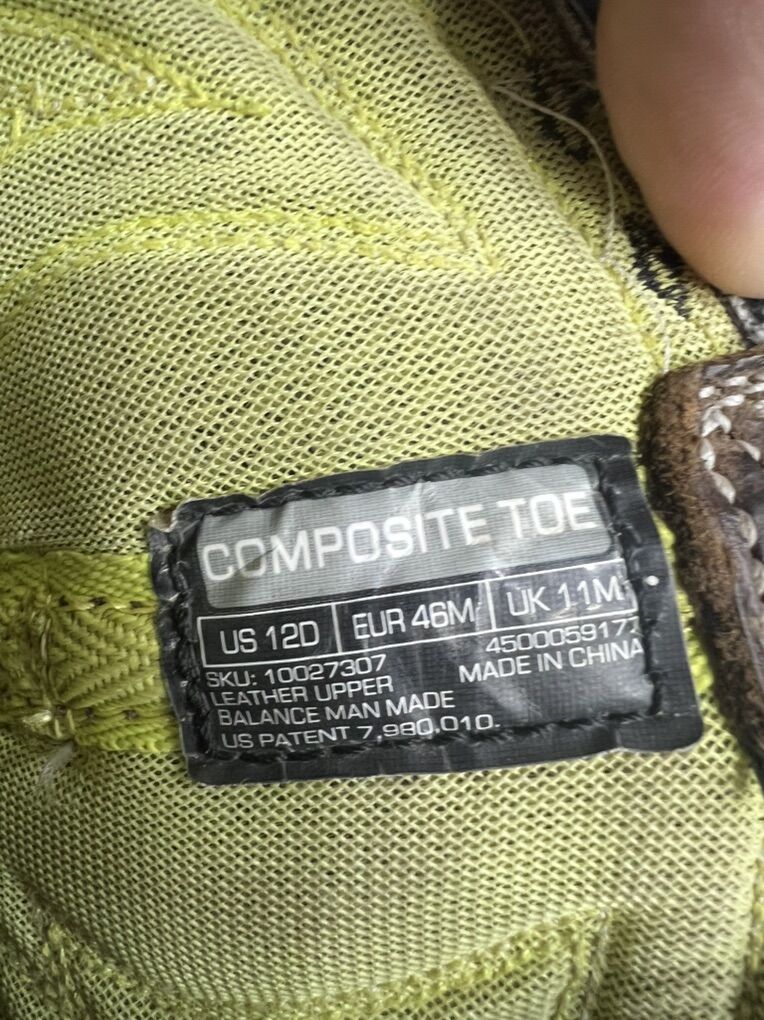 COMPOSITE TOE
US 12D EUR 46M UK 11M
SKU: 10027307
LEATHER UPPER
BALANCE MAN MADE
US PATENT 7,980,010.
450005917
MADE IN CHINA